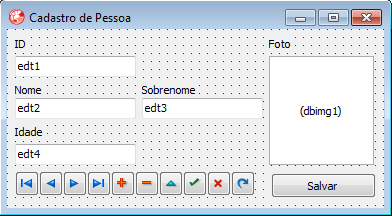 Cadastro de Pessoa
ID
Foto
edt1
Nome
Sobrenome
edt2
edt3
(dbimg1)
Idade
edt4
Salvar